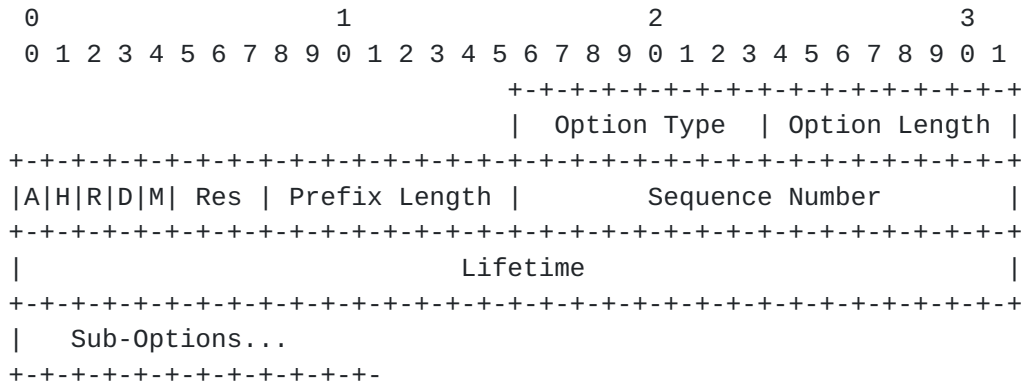 0                   1                   2                   3
 0 1 2 3 4 5 6 7 8 9 0 1 2 3 4 5 6 7 8 9 0 1 2 3 4 5 6 7 8 9 0 1
                                +-+-+-+-+-+-+-+-+-+-+-+-+-+-+-+-+
                                |  Option Type  | Option Length |
+-+-+-+-+-+-+-+-+-+-+-+-+-+-+-+-+-+-+-+-+-+-+-+-+-+-+-+-+-+-+-+-+
|A|H|R|D|M| Res | Prefix Length |        Sequence Number        |
+-+-+-+-+-+-+-+-+-+-+-+-+-+-+-+-+-+-+-+-+-+-+-+-+-+-+-+-+-+-+-+-+
|                            Lifetime                           |
+-+-+-+-+-+-+-+-+-+-+-+-+-+-+-+-+-+-+-+-+-+-+-+-+-+-+-+-+-+-+-+-+
|   Sub-Options...
+-+-+-+-+-+-+-+-+-+-+-+-